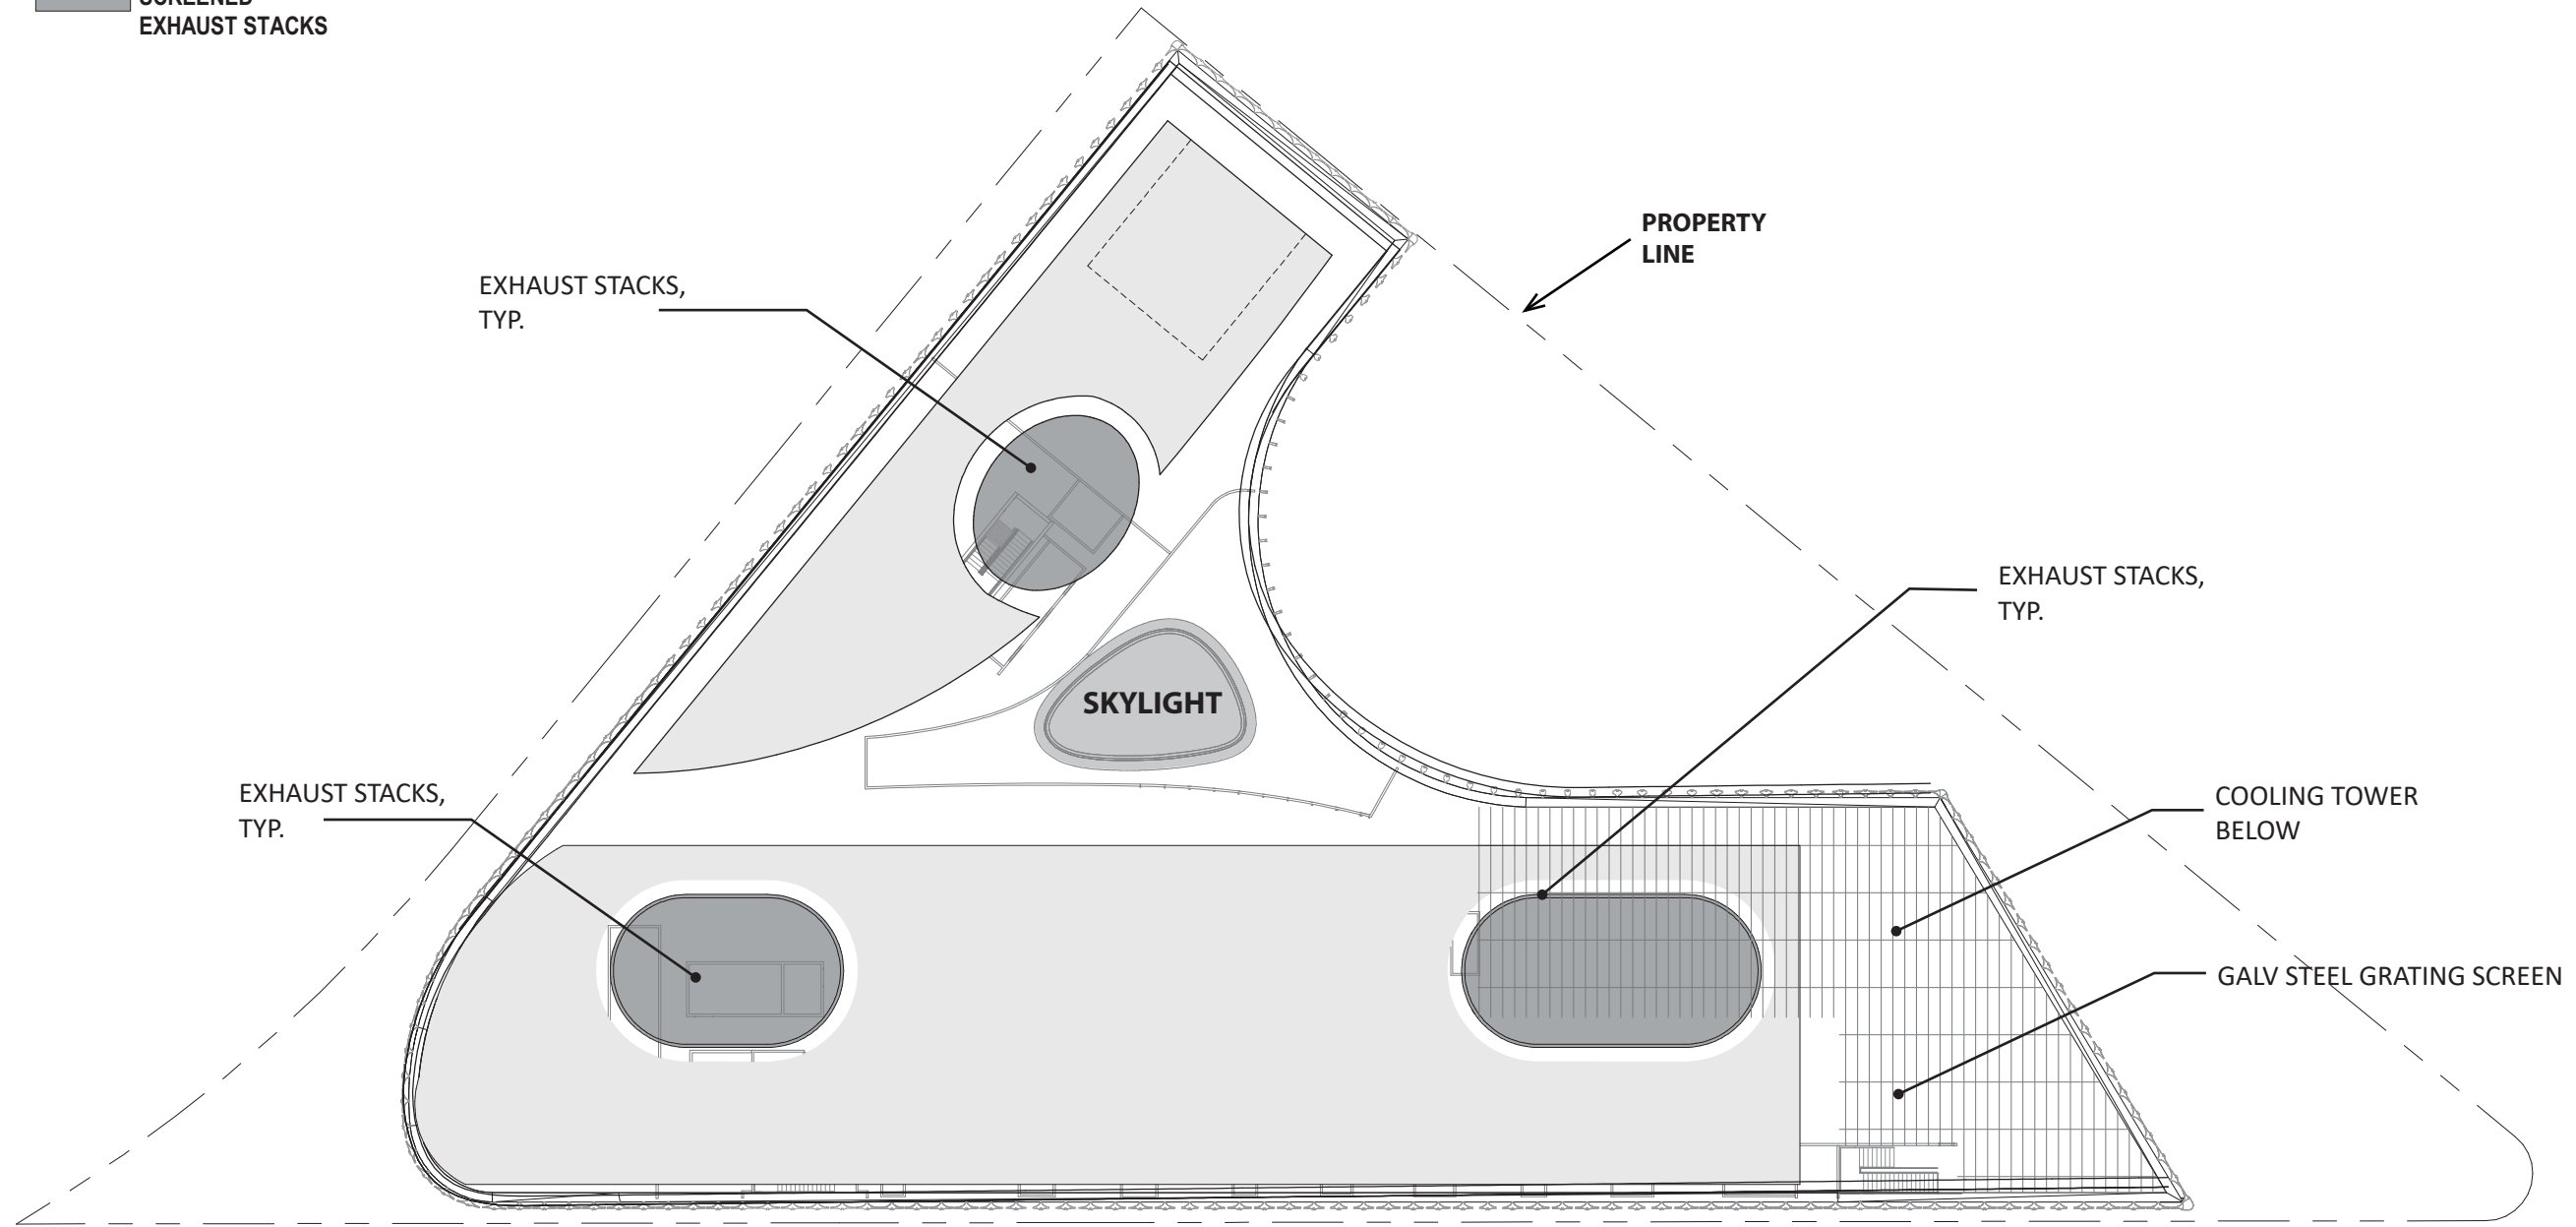 SCREENED
EXHAUST STACKS
PROPERTY
LINE
EXHAUST STACKS,
TYP.
EXHAUST STACKS,
TYP.
SKYLIGHT
EXHAUST STACKS,
TYP.
COOLING TOWER
BELOW
GALV STEEL GRATING SCREEN